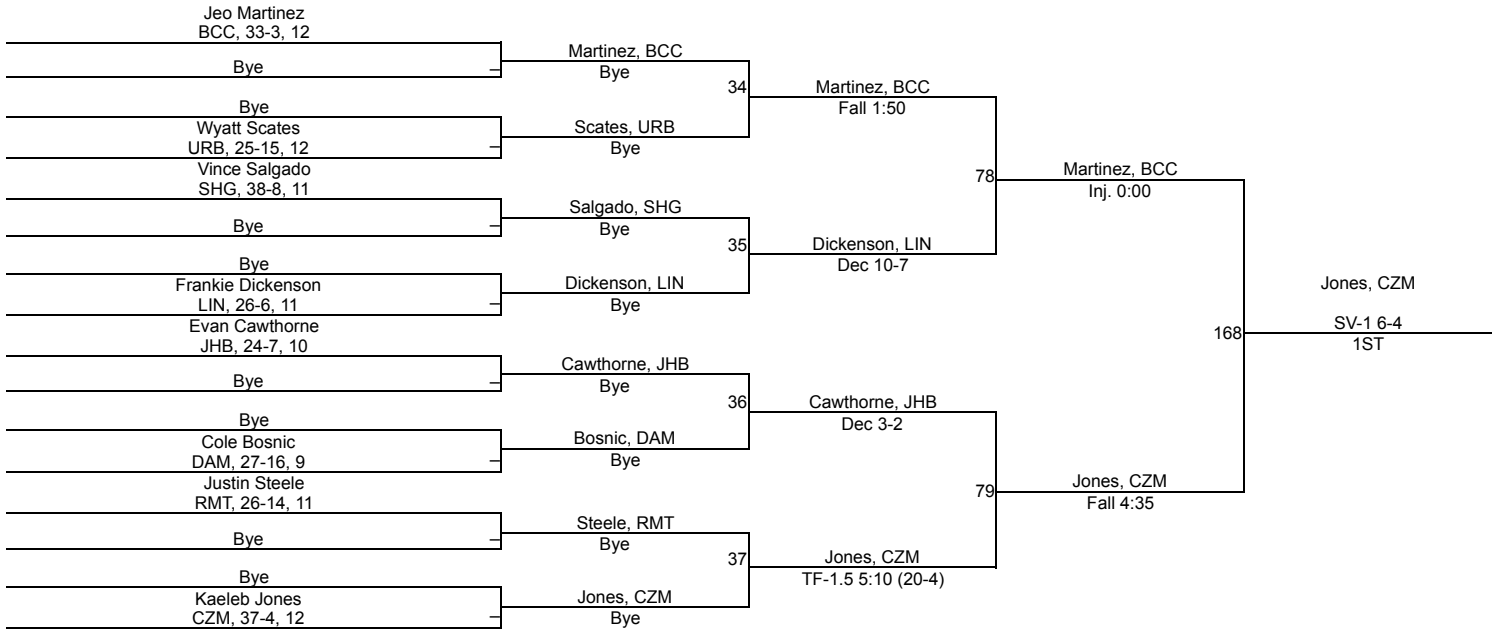 Jeo Martinez
BCC, 33-3, 12
Bye
Bye
Wyatt Scates
URB, 25-15, 12
Vince Salgado
SHG, 38-8, 11
Bye
Bye
Frankie Dickenson
LIN, 26-6, 11
Evan Cawthorne
JHB, 24-7, 10
Bye
Bye
Cole Bosnic
DAM, 27-16, 9
Justin Steele
RMT, 26-14, 11
Bye
Bye
Kaeleb Jones
CZM, 37-4, 12
Martinez, BCC
Bye
34
Scates, URB
Bye
Salgado, SHG
Bye
35
Dickenson, LIN
Bye
Cawthorne, JHB
Bye
36
Bosnic, DAM
Bye
Steele, RMT
Bye
37
Jones, CZM
Bye
Martinez, BCC
Fall 1:50
78
Dickenson, LIN
Dec 10-7
Cawthorne, JHB
Dec 3-2
79
Jones, CZM
TF-1.5 5:10 (20-4)
Martinez, BCC
Inj. 0:00
168
Jones, CZM
Fall 4:35
Jones, CZM
SV-1 6-4
1ST